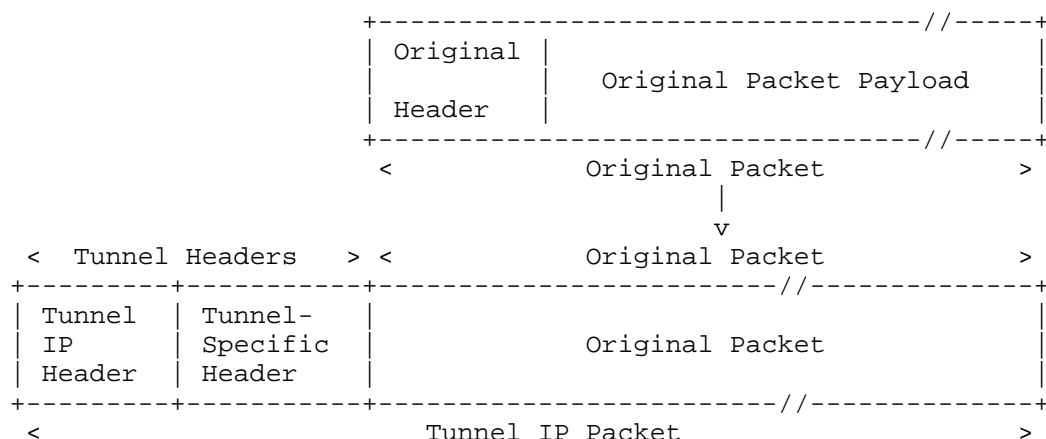 +----------------------------------//-----+
| Original |                              |
|          |   Original Packet Payload    |
| Header   |                              |
+----------------------------------//-----+
<            Original Packet            >
|
v
<  Tunnel Headers   > <            Original Packet            >
+---------+-----------+-------------------------//--------------+
| Tunnel  | Tunnel-   |                                         |
| IP      | Specific  |             Original Packet             |
| Header  | Header    |                                         |
+---------+-----------+-------------------------//--------------+
<                        Tunnel IP Packet                     >